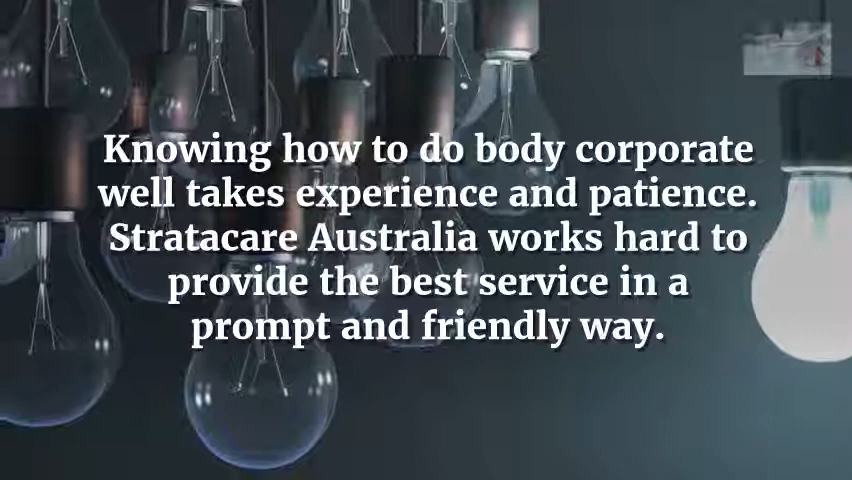 Knowing how to do body corporate
well takes experience and patience.
Stratacare Australia works hard to
provide the best service in a
prompt and friendly way.